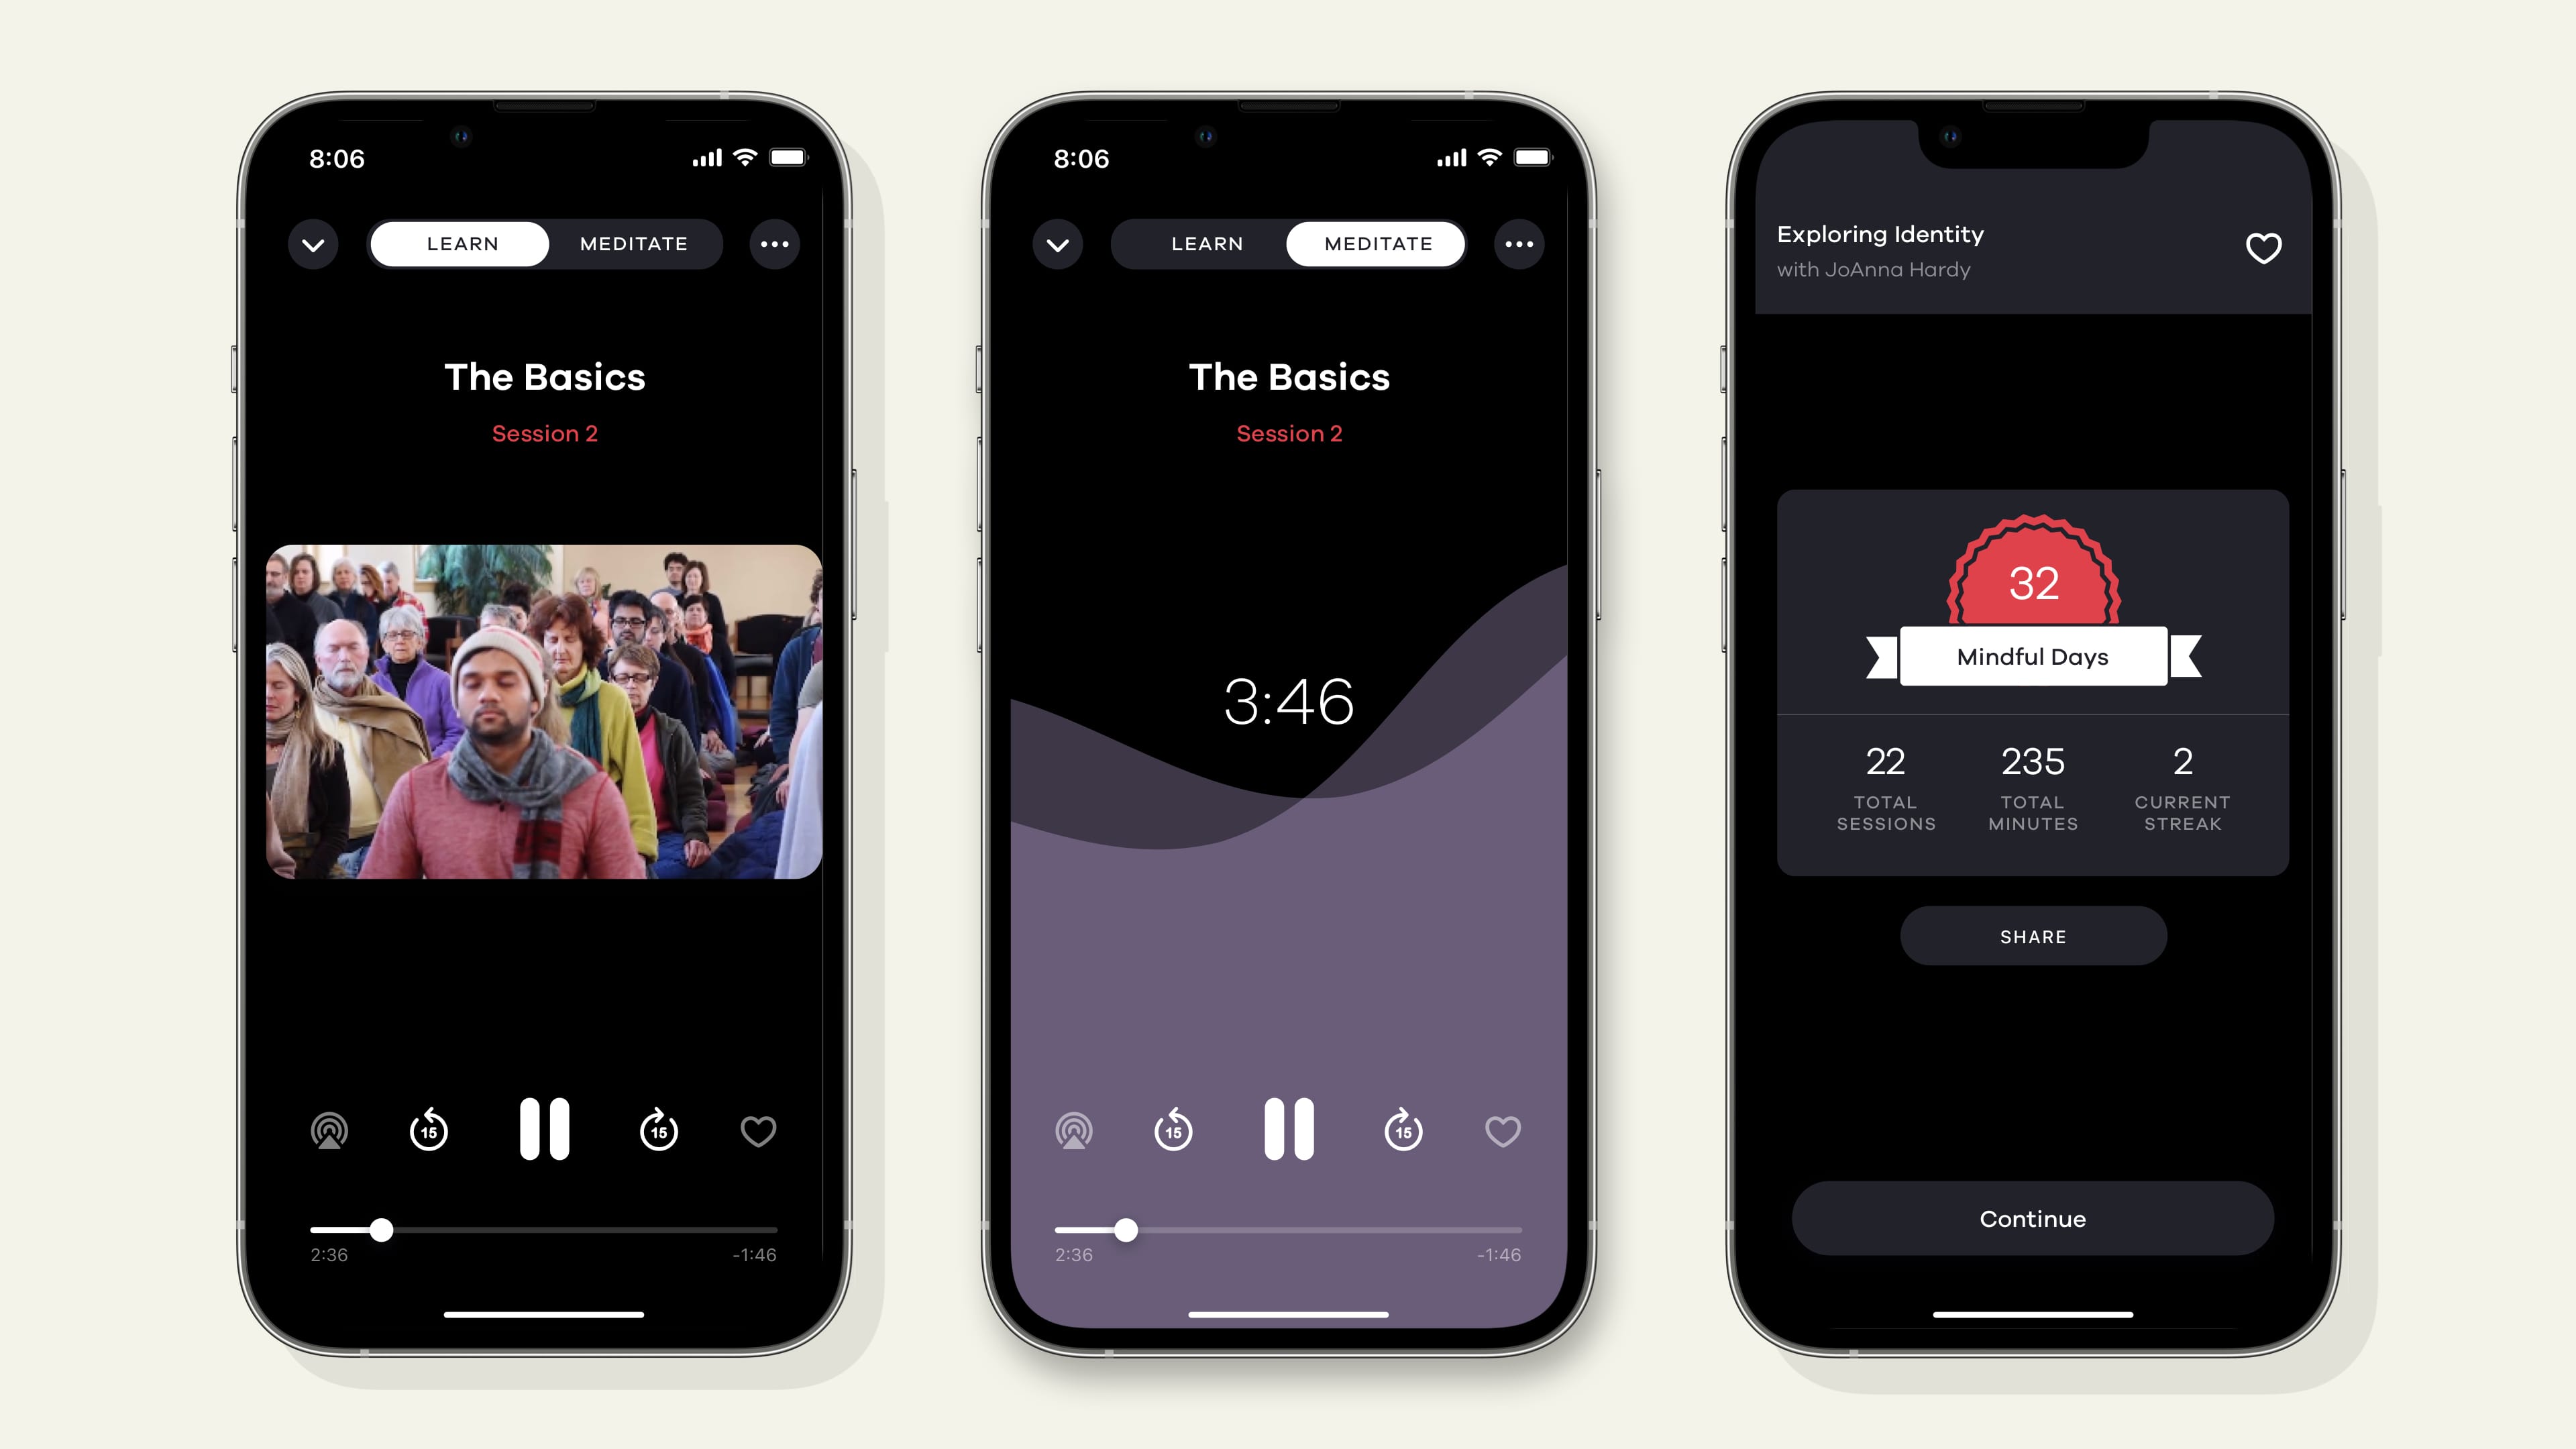 8:06
LEARN MEDITATE
The Basics
Session 2
15 15
2:36 -1:46
8:06
LEARN MEDITATE
The Basics
Session 2
3:46
15 15
2:36 -1:46
Exploring Identity
with JoAnna Hardy
32
Mindful Days
22 235 2
TOTAL TOTAL CURRENT
SESSIONS MINUTES STREAK
SHARE
Continue